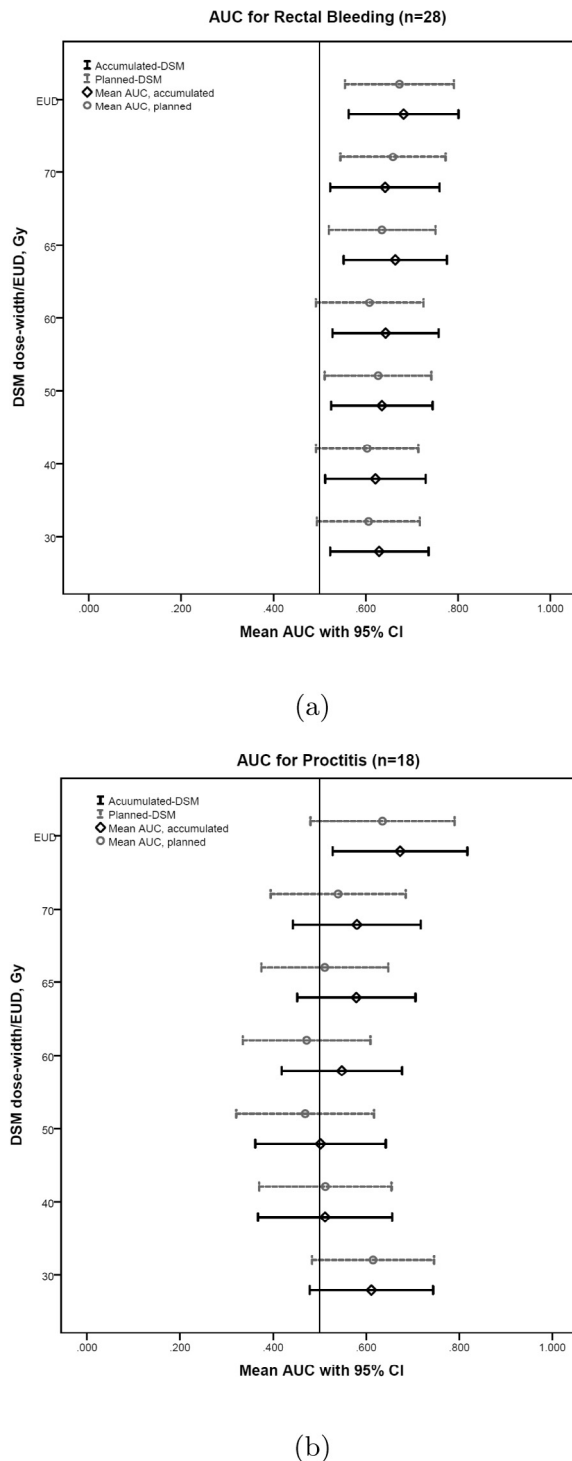 AUC for Rectal Bleeding (n=28)
Accumulated-DSM
Planned-DSM
Mean AUC, accumulated
Mean AUC, planned
EUD
70
65
60
50
40
30
DSM dose-width/EUD, Gy
.000 .200 .400 .600 .800 1.000
Mean AUC with 95% CI
(a)
AUC for Proctitis (n=18)
Acuumulated-DSM
Planned-DSM
Mean AUC, accumulated
Mean AUC, planned
EUD
70
65
60
50
40
30
DSM dose-width/EUD, Gy
.000 .200 .400 .600 .800 1.000
Mean AUC with 95% CI
(b)